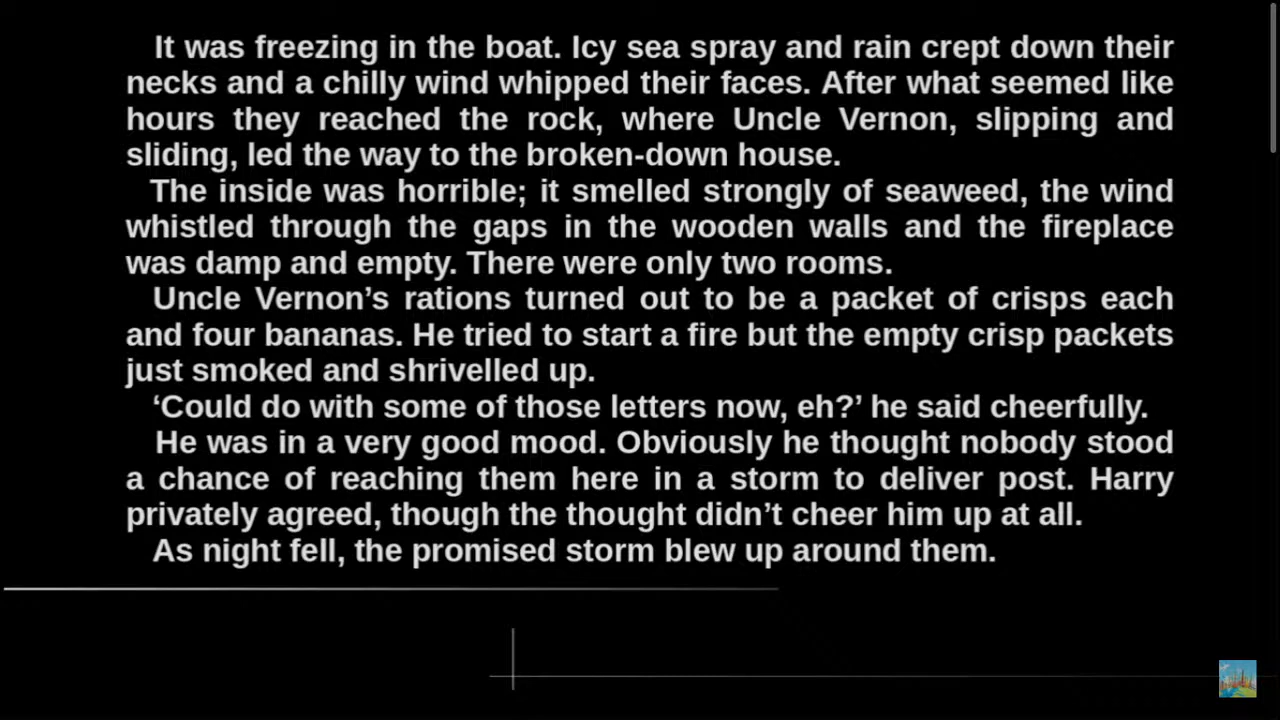 It was freezing in the boat. Icy sea spray and rain crept down their
necks and a chilly wind whipped their faces. After what seemed like
hours they reached the rock, where Uncle Vernon, slipping and
sliding, led the way to the broken-down house.
The inside was horrible; it smelled strongly of seaweed, the wind
whistled through the gaps in the wooden walls and the fireplace
was damp and empty. There were only two rooms.
Uncle Vernon’s rations turned out to be a packet of crisps each
and four bananas. He tried to start a fire but the empty crisp packets
just smoked and shrivelled up.
‘Could do with some of those letters now, eh?’ he said cheerfully.
He was in a very good mood. Obviously he thought nobody stood
a chance of reaching them here in a storm to deliver post. Harry
privately agreed, though the thought didn’t cheer him up at all.
As night fell, the promised storm blew up around them.